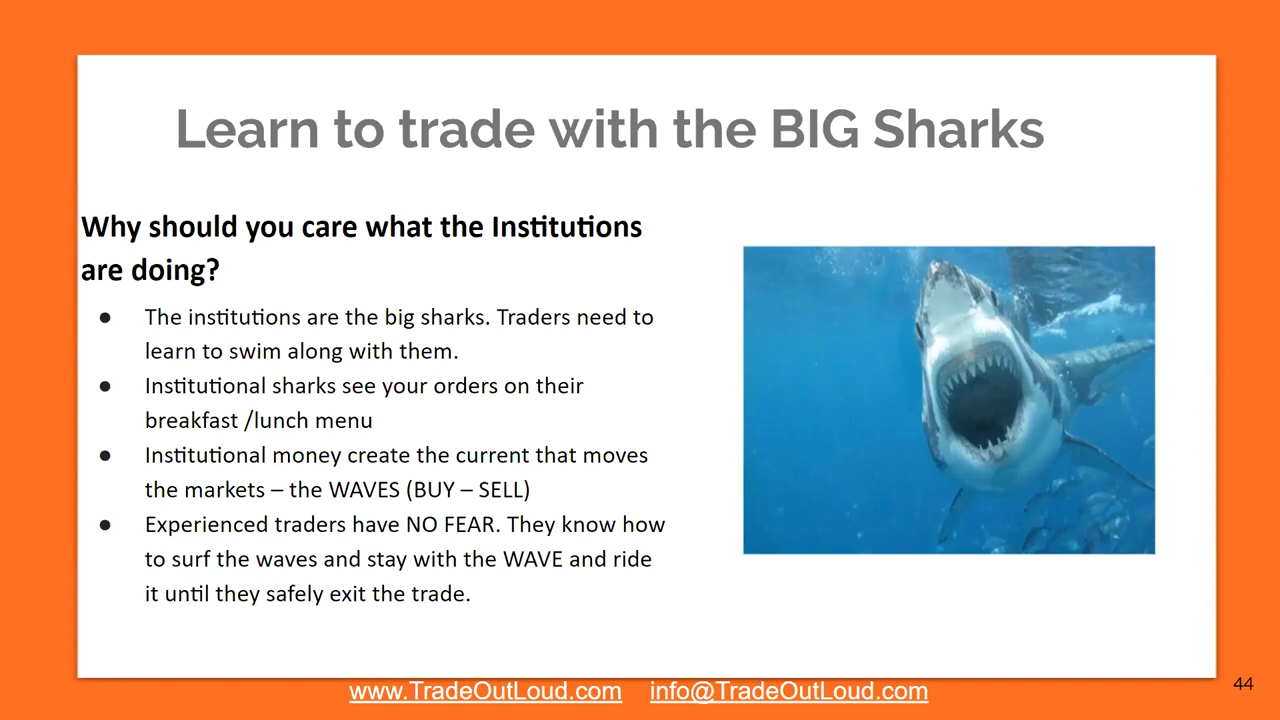 Learn to trade with the BIG Sharks
Why should you care what the Institutions
are doing?
● The institutions are the big sharks. Traders need to
learn to swim along with them.
● Institutional sharks see your orders on their
breakfast /lunch menu
● Institutional money create the current that moves
the markets – the WAVES (BUY – SELL)
● Experienced traders have NO FEAR. They know how
to surf the waves and stay with the WAVE and ride
it until they safely exit the trade.
www.TradeOutLoud.com info@TradeOutLoud.com
44